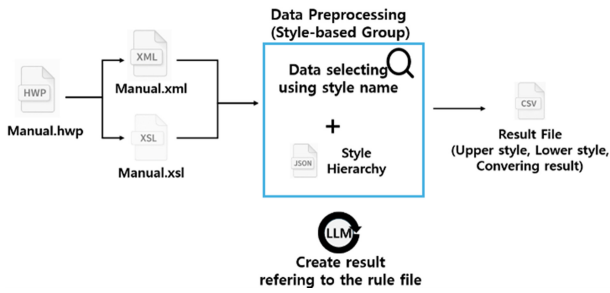 Data Preprocessing
(Style-based Group)
HWP
Manual.hwp
XML
Manual.xml
XSL
Manual.xsl
Data selecting
using style name
+
JSON
Style
Hierarchy
CSV
Result File
(Upper style, Lower style,
Convering result)
LLM
Create result
refering to the rule file